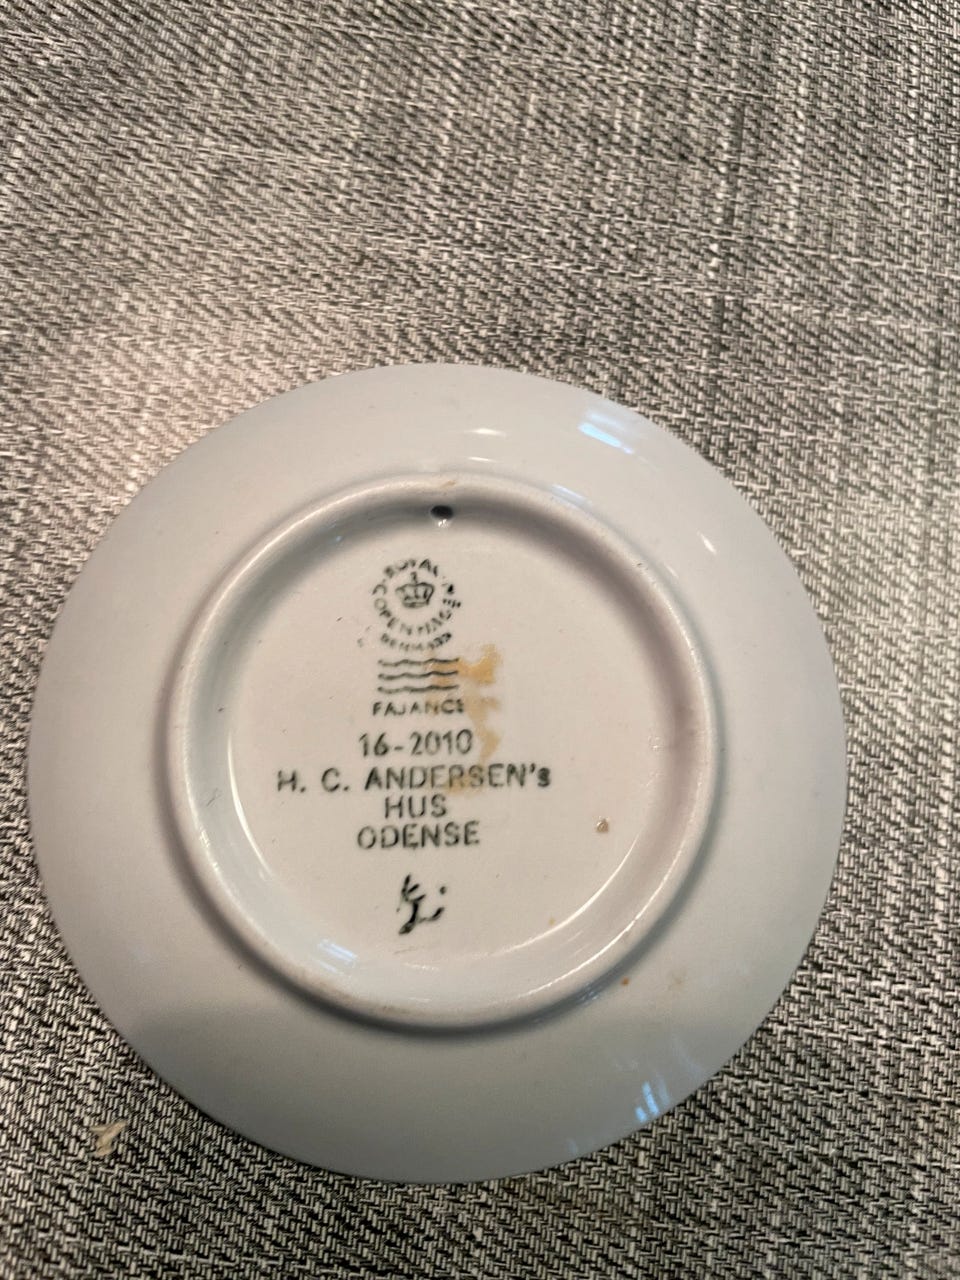 ROYAL
COPENHAGEN
DENMARK
FAJANCE
16-2010
H. C. ANDERSEN's
HUS
ODENSE